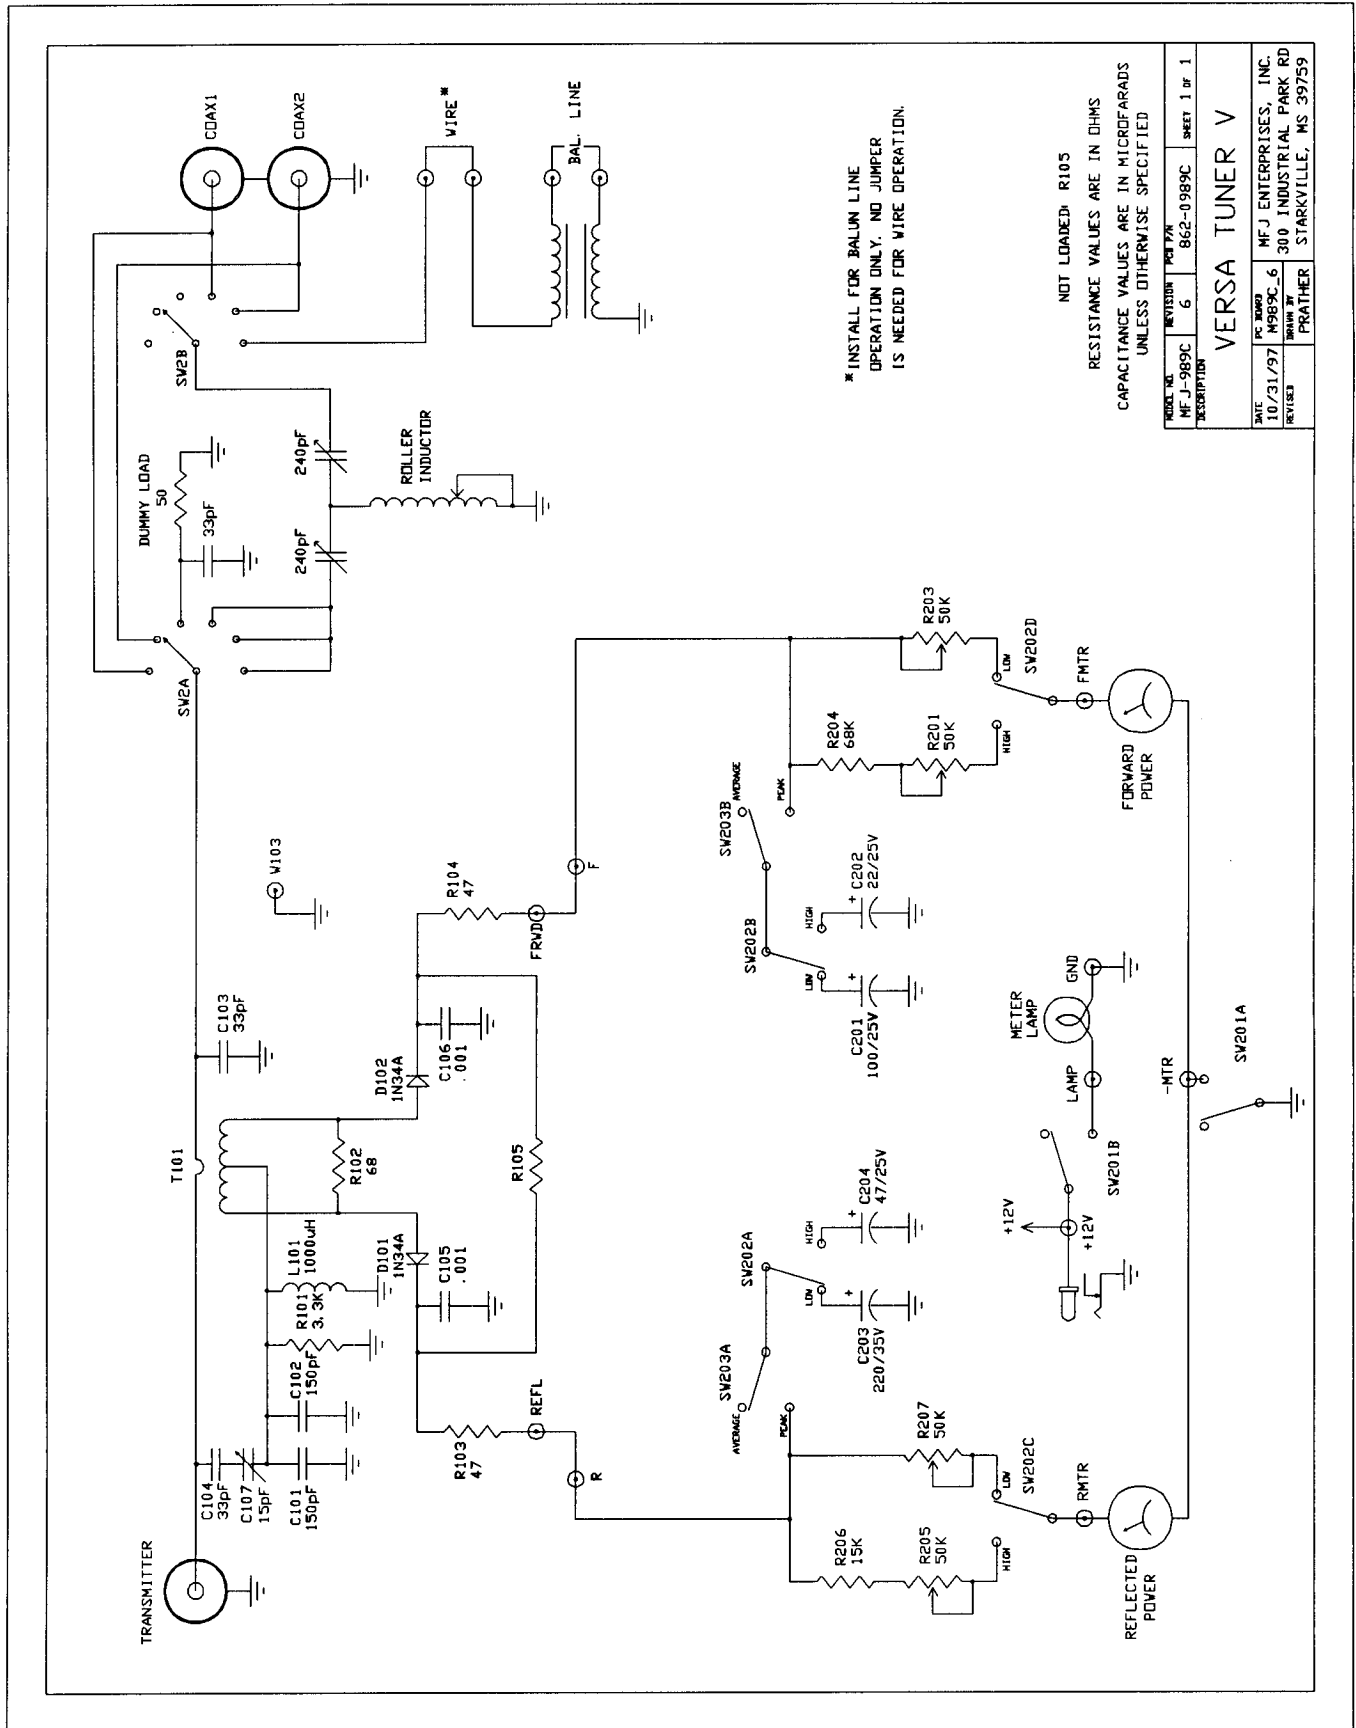 TRANSMITTER
C104
33pF
C107
15pF
C101
150pF
C102
150pF
R101
3.3K
L101
1000uH
T101
C103
33pF
W103
R102
68
D101
1N34A
C105
.001
D102
1N34A
C106
.001
R105
R103
47
REFL
R
R104
47
FRWD
F
SW2A
DUMMY LOAD
50
33pF
240pF
240pF
ROLLER
INDUCTOR
SW2B
COAX1
COAX2
WIRE*
BAL. LINE
*INSTALL FOR BALUN LINE
OPERATION ONLY. NO JUMPER
IS NEEDED FOR WIRE OPERATION.
SW203A
AVERAGE
PEAK
SW202A
LOW
HIGH
C203
220/35V
C204
47/25V
SW202B
LOW
HIGH
C201
100/25V
C202
22/25V
SW203B
AVERAGE
PEAK
R206
15K
R205
50K
R207
50K
HIGH
LOW
SW202C
RMTR
REFLECTED
POWER
R204
68K
R201
50K
R203
50K
HIGH
LOW
SW202D
FMTR
FORWARD
POWER
+12V
+12V
SW201B
METER
LAMP
LAMP
GND
-MTR
SW201A
NOT LOADED: R105
RESISTANCE VALUES ARE IN OHMS
CAPACITANCE VALUES ARE IN MICROFARADS
UNLESS OTHERWISE SPECIFIED
MODEL NO.
MFJ-989C
REVISION
6
PCB P/N
862-0989C
SHEET 1 OF 1
DESCRIPTION
VERSA TUNER V
DATE
10/31/97
PC BOARD
M989C_6
MFJ ENTERPRISES, INC.
300 INDUSTRIAL PARK RD
STARKVILLE, MS 39759
REVISED
DRAWN BY
PRATHER